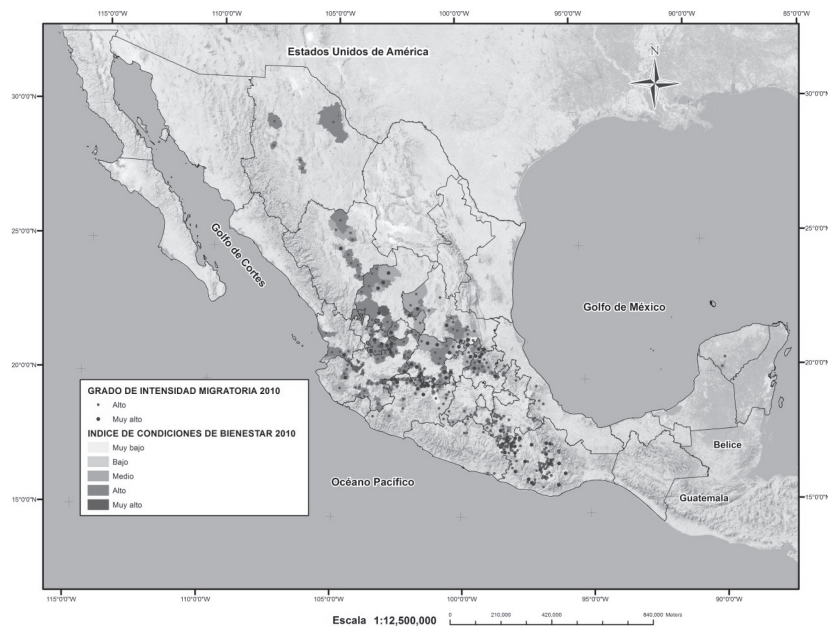 115°0'0"W 110°0'0"W 105°0'0"W 100°0'0"W 95°0'0"W 90°0'0"W 85°0'0"W
Estados Unidos de América
N
30°0'0"N 30°0'0"N
25°0'0"N 25°0'0"N
Golfo de Cortes
Golfo de México
20°0'0"N 20°0'0"N
GRADO DE INTENSIDAD MIGRATORIA 2010
Alto
Muy alto
INDICE DE CONDICIONES DE BIENESTAR 2010
Muy bajo
Bajo
Medio
Alto
Muy alto
Belice
Océano Pacífico
Guatemala
15°0'0"N 15°0'0"N
115°0'0"W 110°0'0"W 105°0'0"W 100°0'0"W 95°0'0"W 90°0'0"W
Escala 1:12,500,000 0 210,000 420,000 840,000 Meters